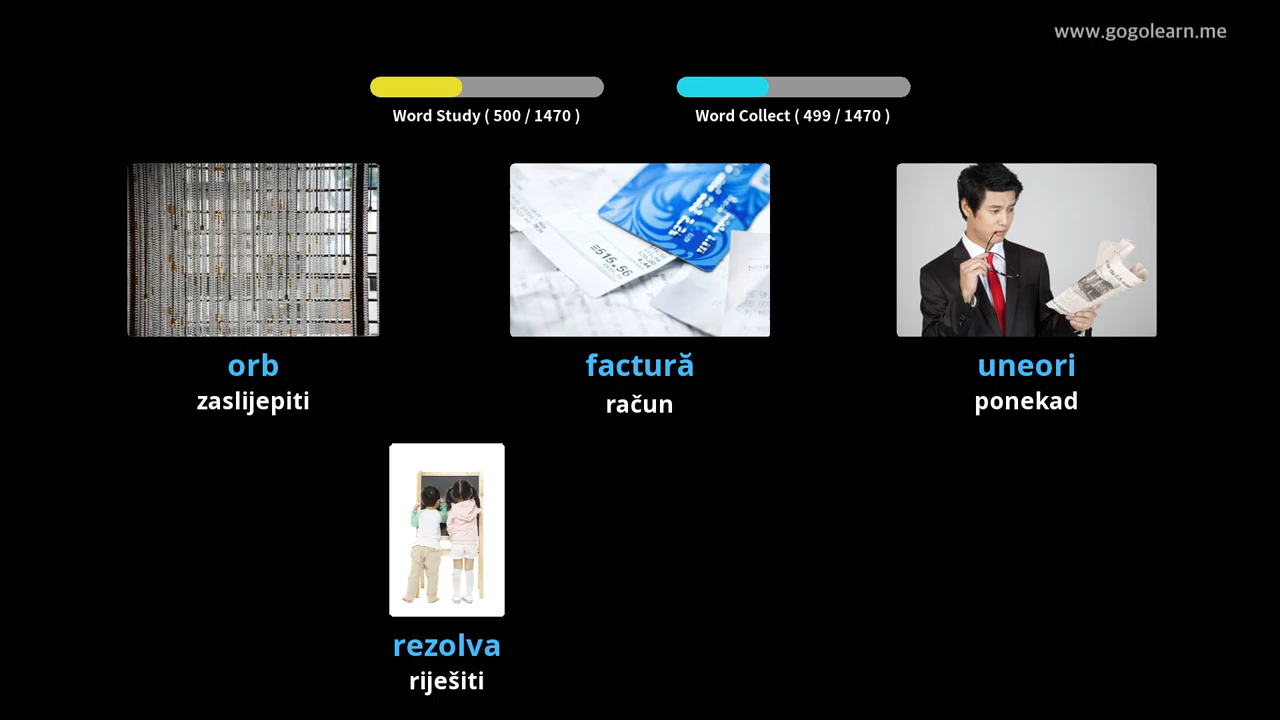 www.gogolearn.me
Word Study ( 500 / 1470 )
Word Collect ( 499 / 1470 )
orb
zaslijepiti
factură
račun
uneori
ponekad
rezolva
riješiti